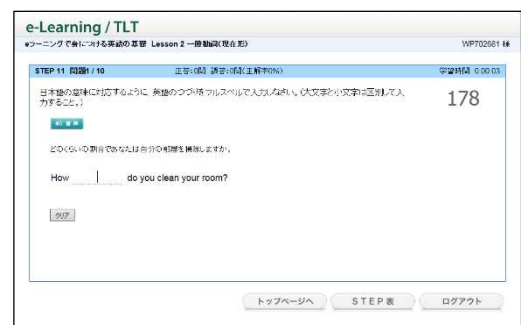 e-Learning / TLT
eラーニングで身につける英語の基礎 Lesson 2 一般動詞(現在形)
WP702681 様
STEP 11 問題1 / 10
正答:0問 誤答:0問(正解率0%)
学習時間 0:00:03
日本語の意味に対応するように、英語のつづりをフルスペルで入力しなさい。(大文字と小文字は区別して入
力すること。)
178
音声
どのくらいの割合であなたは自分の部屋を掃除しますか。
How do you clean your room?
クリア
トップページへ
STEP表
ログアウト